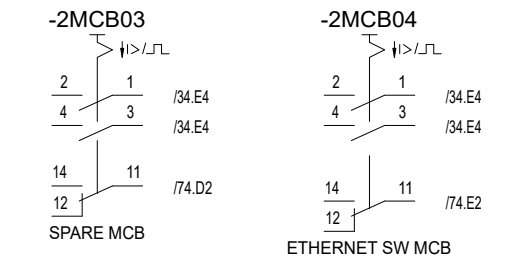 -2MCB03
I>/
2 1 /34.E4
4 3 /34.E4
14 11 /74.D2
12
SPARE MCB
-2MCB04
I>/
2 1 /34.E4
4 3 /34.E4
14 11 /74.E2
12
ETHERNET SW MCB